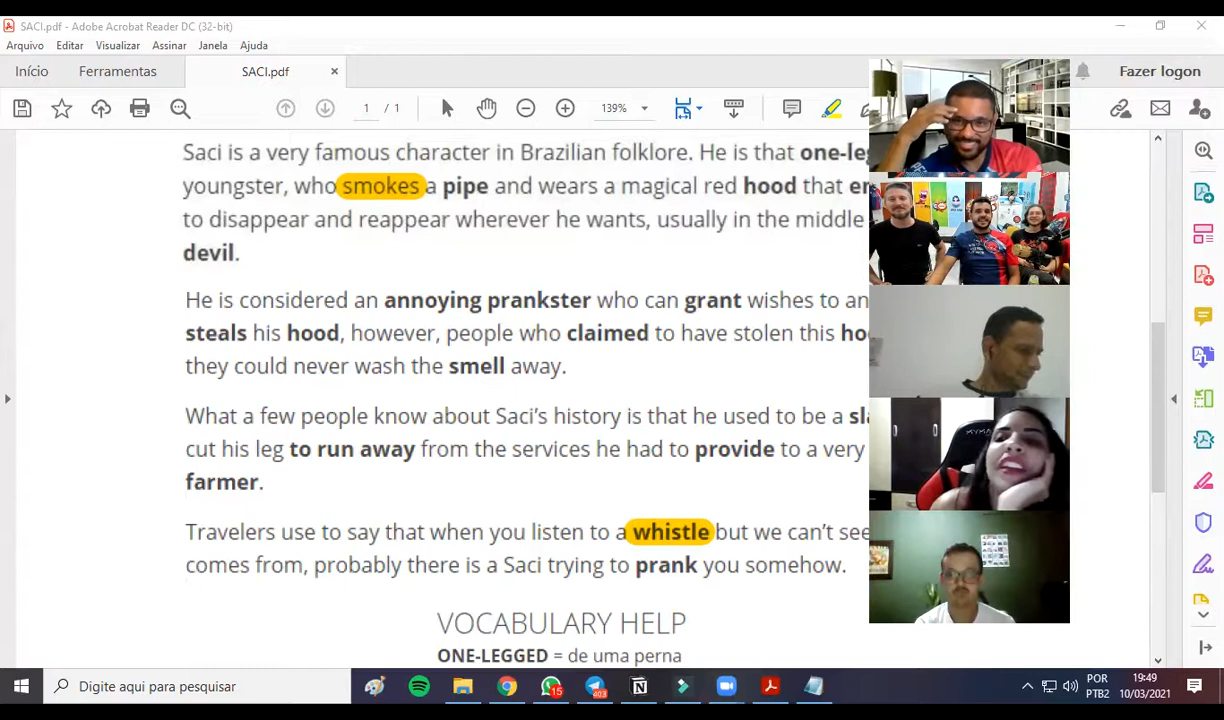 SACI.pdf - Adobe Acrobat Reader DC (32-bit)
Arquivo Editar Visualizar Assinar Janela Ajuda
Início Ferramentas SACI.pdf × Fazer logon
1 / 1 139%
Saci is a very famous character in Brazilian folklore. He is that
youngster, who smokes a pipe and wears a magical red hood that
to disappear and reappear wherever he wants, usually in the middle
devil.
He is considered an annoying prankster who can grant wishes to
steals his hood, however, people who claimed to have stolen this
they could never wash the smell away.
What a few people know about Saci’s history is that he used to be a
cut his leg to run away from the services he had to provide to a very
farmer.
Travelers use to say that when you listen to a whistle but we can’t see
comes from, probably there is a Saci trying to prank you somehow.
VOCABULARY HELP
ONE-LEGGED = de uma perna
Digite aqui para pesquisar 15 403 POR 19:49
PTB2 10/03/2021